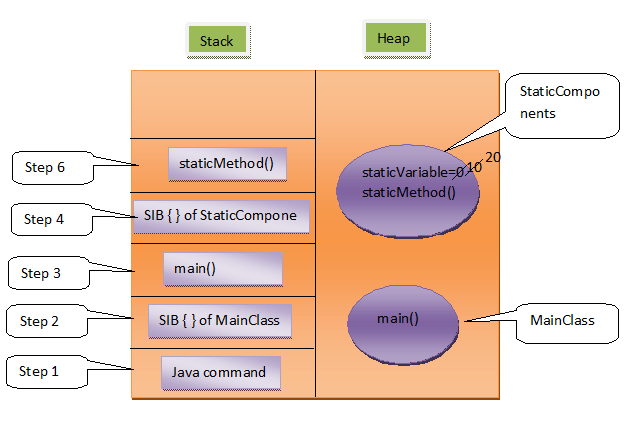 Stack
Heap
StaticCompo
nents
Step 6
staticMethod()
staticVariable=0 10 20
staticMethod()
Step 4
SIB { } of StaticCompone
Step 3
main()
Step 2
SIB { } of MainClass
main()
MainClass
Step 1
Java command